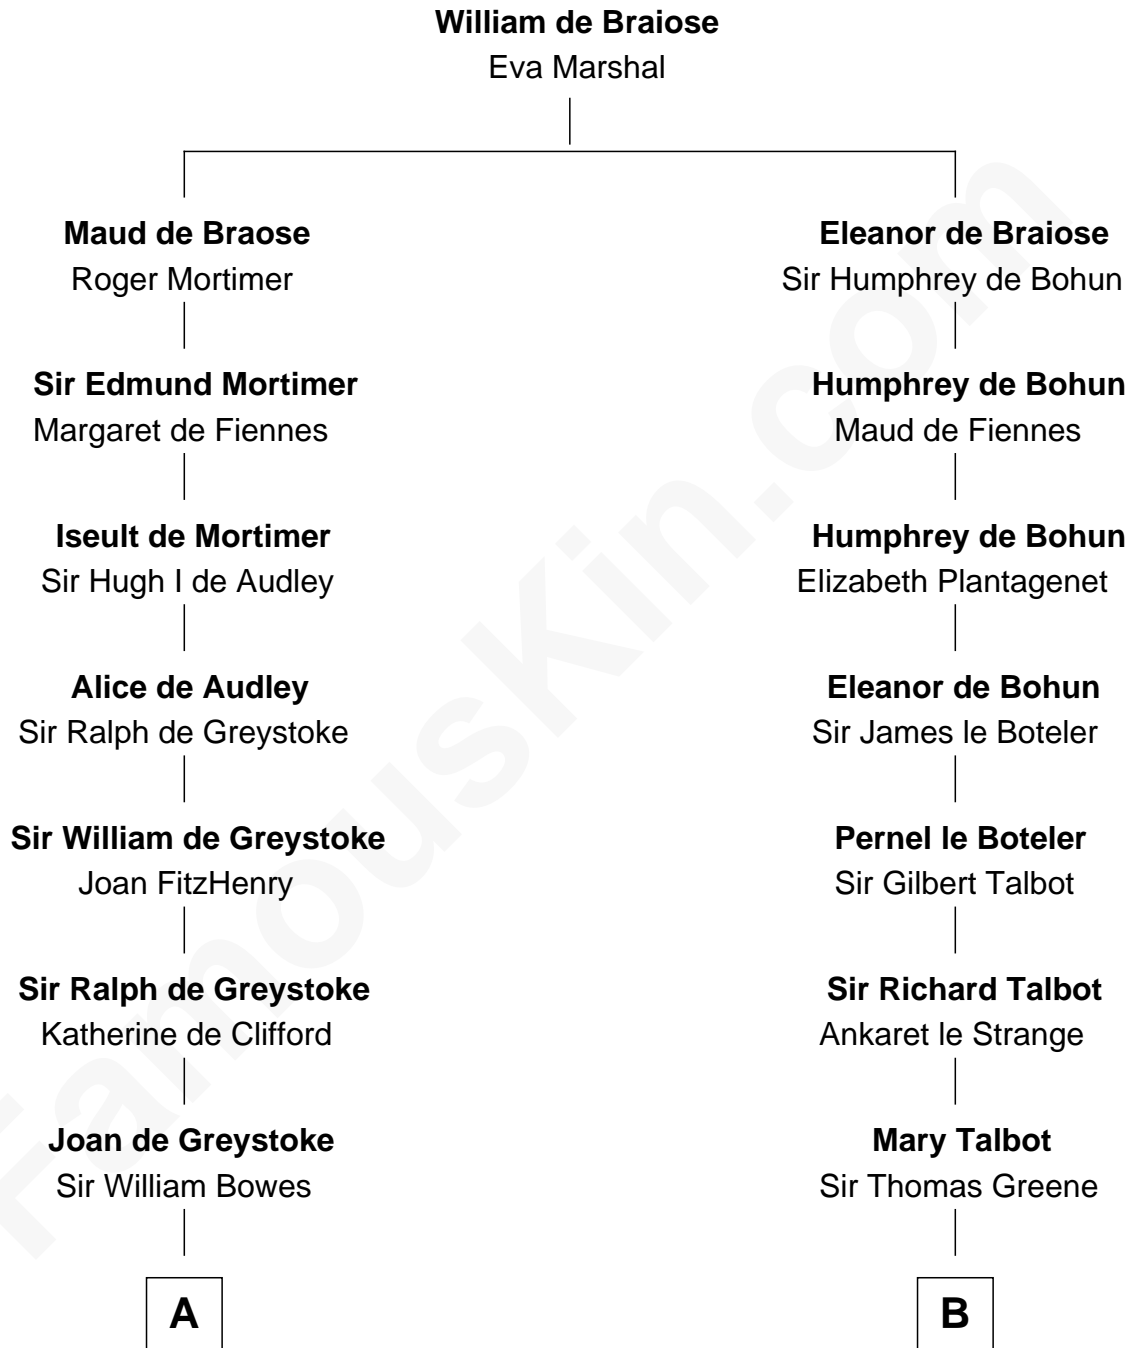 William de Braiose
Eva Marshal
Maud de Braose
Roger Mortimer
Eleanor de Braiose
Sir Humphrey de Bohun
Sir Edmund Mortimer
Margaret de Fiennes
Humphrey de Bohun
Maud de Fiennes
Iseult de Mortimer
Sir Hugh I de Audley
Humphrey de Bohun
Elizabeth Plantagenet
Alice de Audley
Sir Ralph de Greystoke
Eleanor de Bohun
Sir James le Boteler
Sir William de Greystoke
Joan FitzHenry
Pernel le Boteler
Sir Gilbert Talbot
Sir Ralph de Greystoke
Katherine de Clifford
Sir Richard Talbot
Ankaret le Strange
Joan de Greystoke
Sir William Bowes
Mary Talbot
Sir Thomas Greene
A
B
FamousKin.com